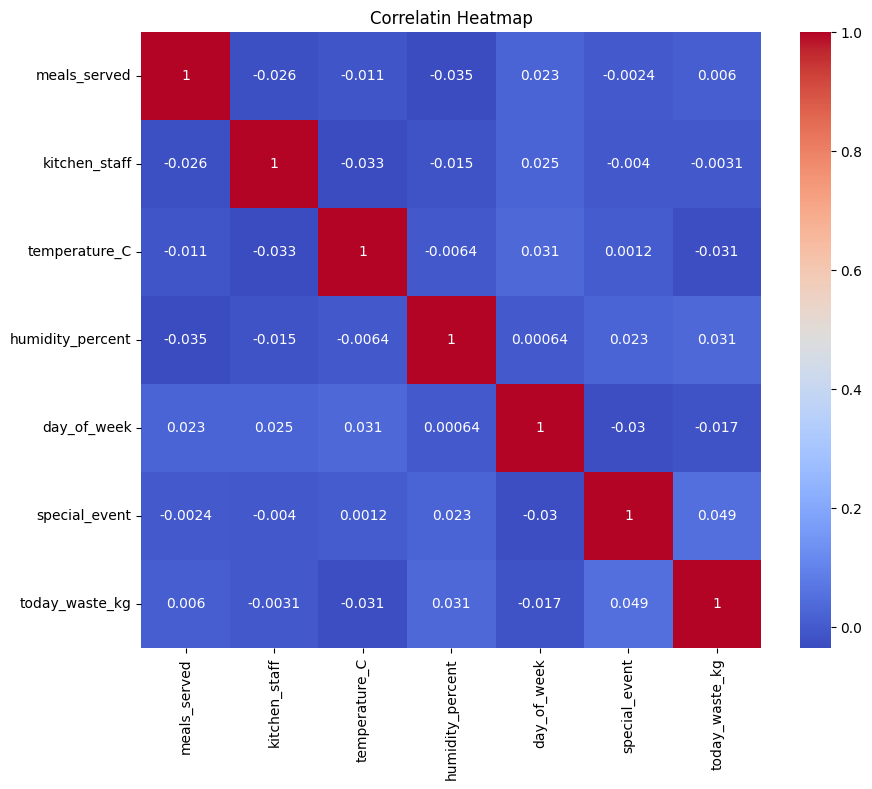 Correlatin Heatmap
meals_served 1 -0.026 -0.011 -0.035 0.023 -0.0024 0.006
kitchen_staff -0.026 1 -0.033 -0.015 0.025 -0.004 -0.0031
temperature_C -0.011 -0.033 1 -0.0064 0.031 0.0012 -0.031
humidity_percent -0.035 -0.015 -0.0064 1 0.00064 0.023 0.031
day_of_week 0.023 0.025 0.031 0.00064 1 -0.03 -0.017
special_event -0.0024 -0.004 0.0012 0.023 -0.03 1 0.049
today_waste_kg 0.006 -0.0031 -0.031 0.031 -0.017 0.049 1
meals_served
kitchen_staff
temperature_C
humidity_percent
day_of_week
special_event
today_waste_kg
1.0
0.8
0.6
0.4
0.2
0.0